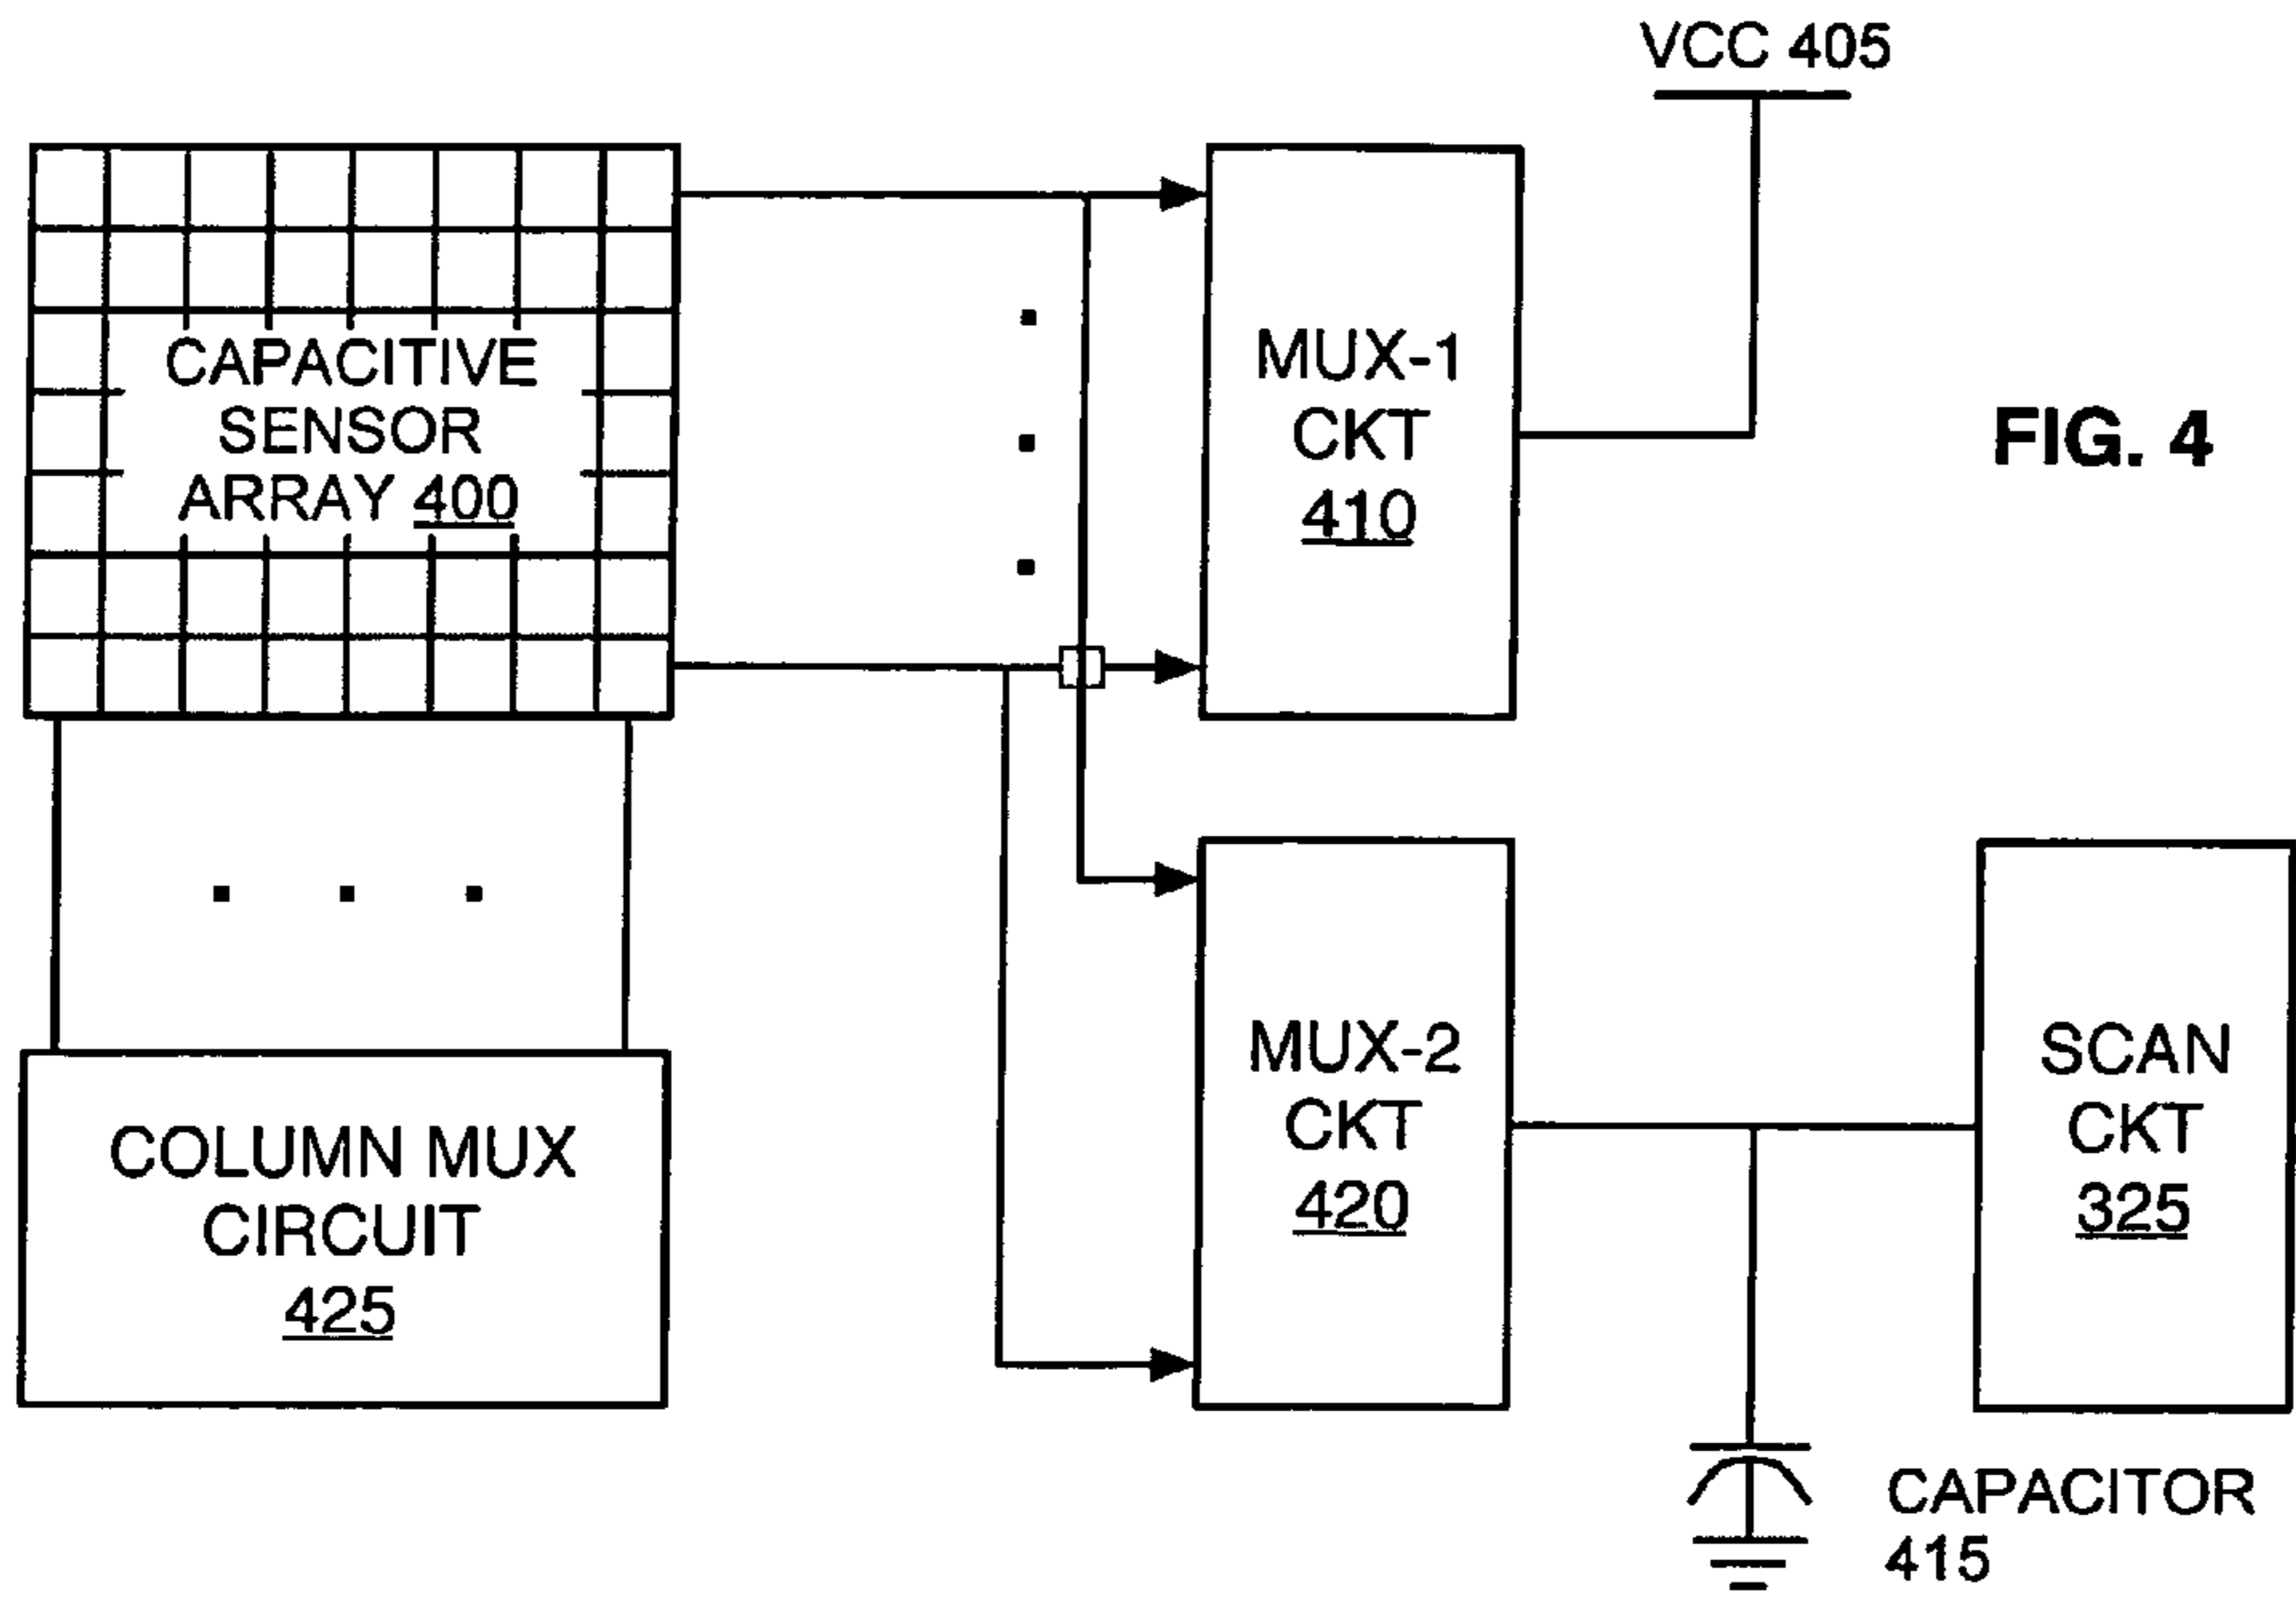 VCC 405
CAPACITIVE
SENSOR
ARRAY 400
MUX-1
CKT
410
FIG. 4
COLUMN MUX
CIRCUIT
425
MUX-2
CKT
420
SCAN
CKT
325
CAPACITOR
415